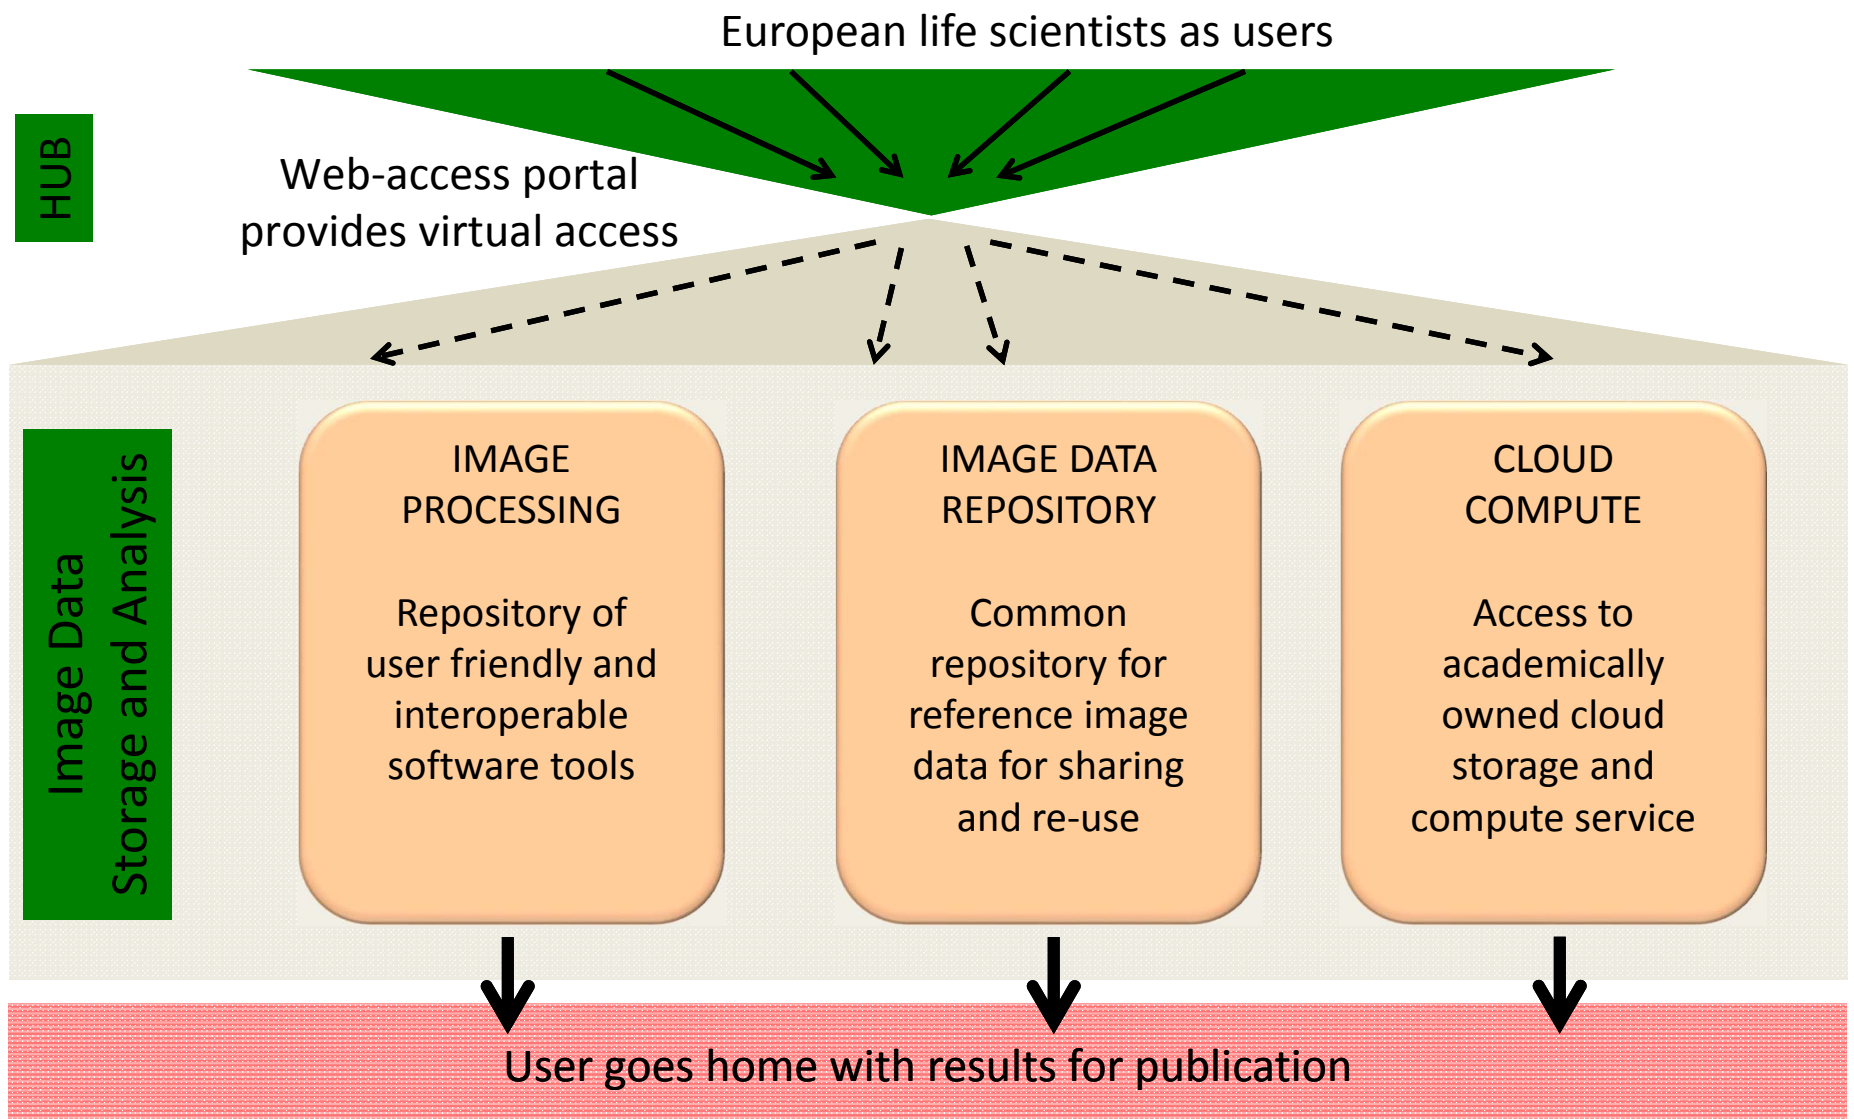 European life scientists as users
HUB
Web-access portal
provides virtual access
Image Data
Storage and Analysis
IMAGE
PROCESSING
Repository of
user friendly and
interoperable
software tools
IMAGE DATA
REPOSITORY
Common
repository for
reference image
data for sharing
and re-use
CLOUD
COMPUTE
Access to
academically
owned cloud
storage and
compute service
User goes home with results for publication